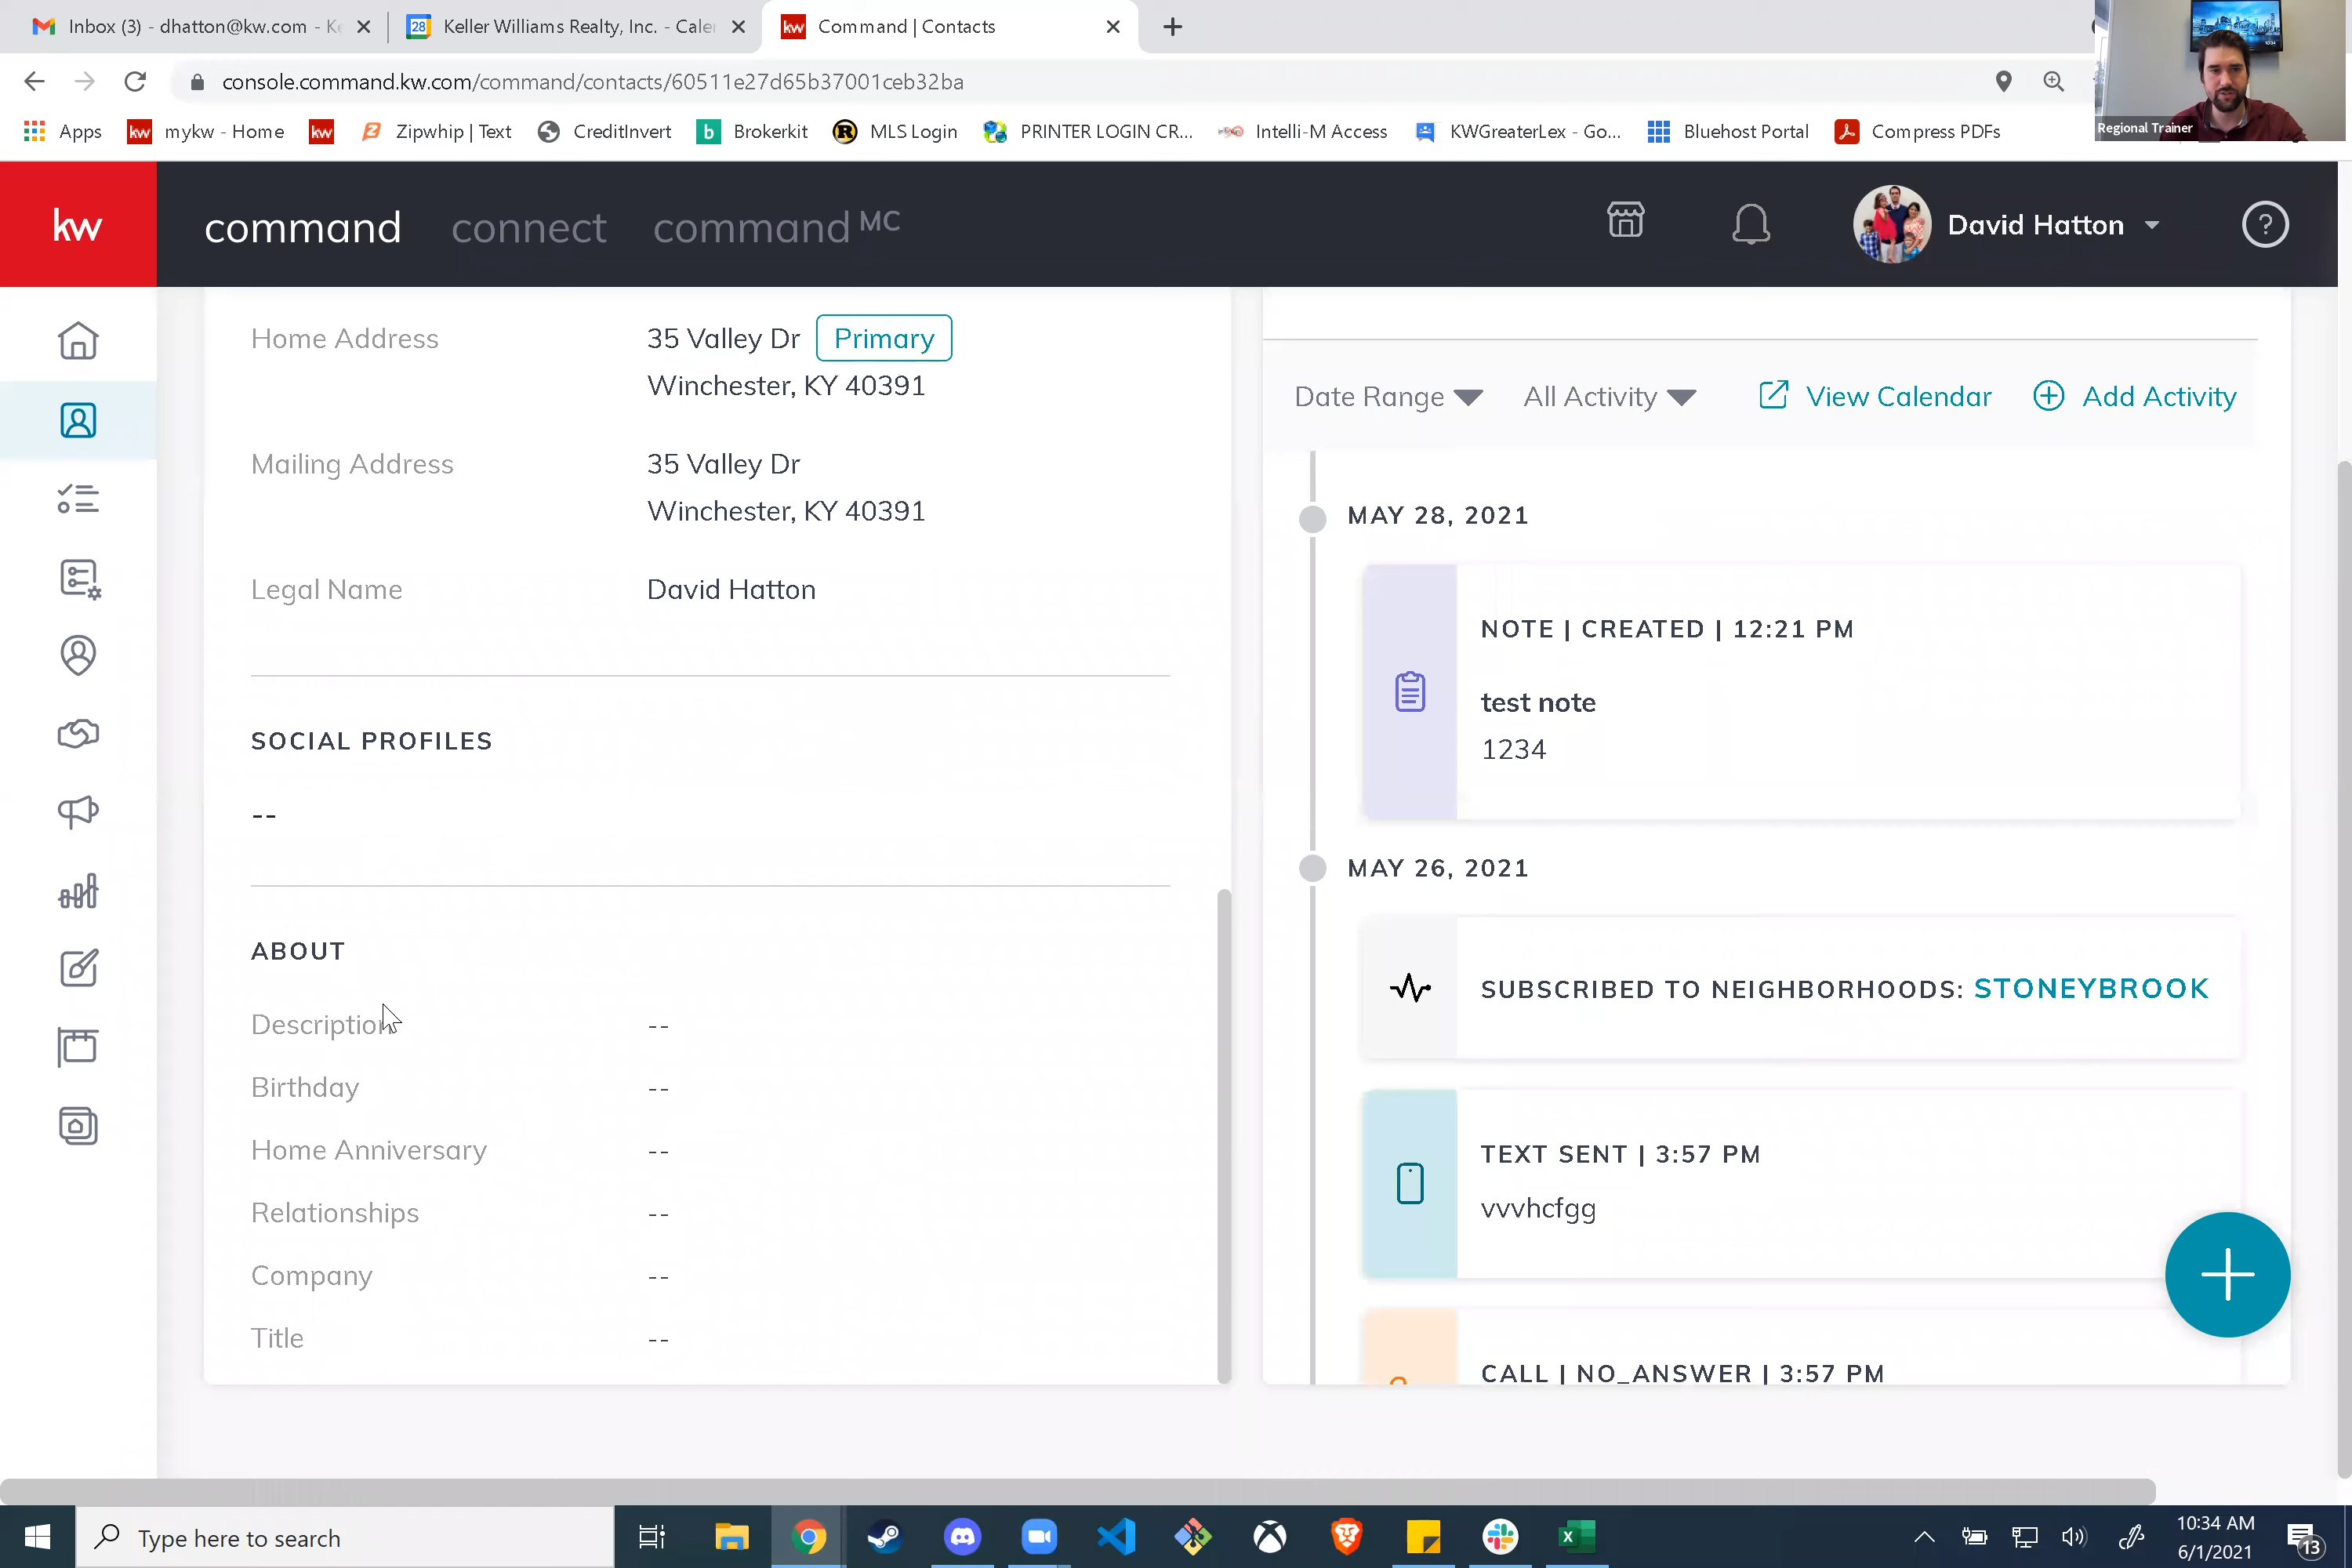 Inbox (3) - dhatton@kw.com - Ke
28
Keller Williams Realty, Inc. - Caler
kw
Command | Contacts
console.command.kw.com/command/contacts/60511e27d65b37001ceb32ba
Apps
kw
mykw - Home
kw
Zipwhip | Text
CreditInvert
b
Brokerkit
R
MLS Login
PRINTER LOGIN CR...
Intelli-M Access
KWGreaterLex - Go...
Bluehost Portal
Compress PDFs
Regional Trainer
kw
command
connect
command MC
David Hatton
?
Home Address
35 Valley Dr
Primary
Winchester, KY 40391
Mailing Address
35 Valley Dr
Winchester, KY 40391
Legal Name
David Hatton
SOCIAL PROFILES
--
ABOUT
Description
--
Birthday
--
Home Anniversary
--
Relationships
--
Company
--
Title
--
Date Range
All Activity
View Calendar
Add Activity
MAY 28, 2021
NOTE | CREATED | 12:21 PM
test note
1234
MAY 26, 2021
SUBSCRIBED TO NEIGHBORHOODS: STONEYBROOK
TEXT SENT | 3:57 PM
vvvhcfgg
CALL | NO_ANSWER | 3:57 PM
Type here to search
10:34 AM
6/1/2021
13